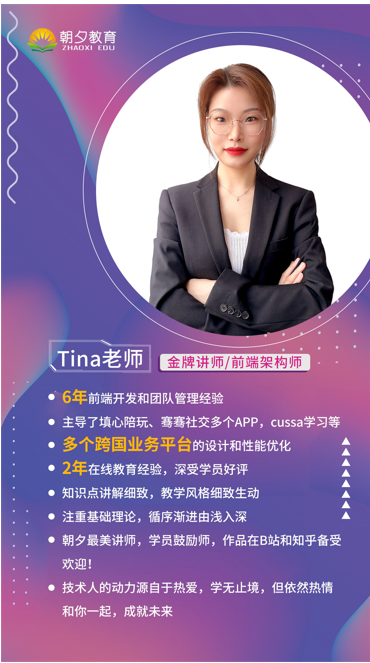 朝夕教育
ZHAOXI EDU
Tina老师
金牌讲师/前端架构师
6年前端开发和团队管理经验
主导了填心陪玩、骞骞社交多个APP，cussa学习等
多个跨国业务平台的设计和性能优化
2年在线教育经验，深受学员好评
知识点讲解细致，教学风格细致生动
注重基础理论，循序渐进由浅入深
朝夕最美讲师，学员鼓励师，作品在B站和知乎备受
欢迎！
技术人的动力源自于热爱，学无止境，但依然热情
和你一起，成就未来